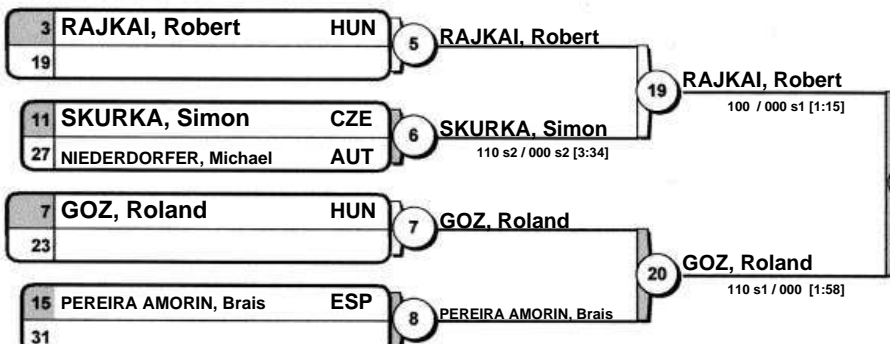 3 RAJKAI, Robert HUN
19
5
RAJKAI, Robert
11 SKURKA, Simon CZE
27 NIEDERDORFER, Michael AUT
6
SKURKA, Simon
110 s2 / 000 s2 [3:34]
19
RAJKAI, Robert
100 / 000 s1 [1:15]
7 GOZ, Roland HUN
23
7
GOZ, Roland
15 PEREIRA AMORIN, Brais ESP
31
8
PEREIRA AMORIN, Brais
20
GOZ, Roland
110 s1 / 000 [1:58]